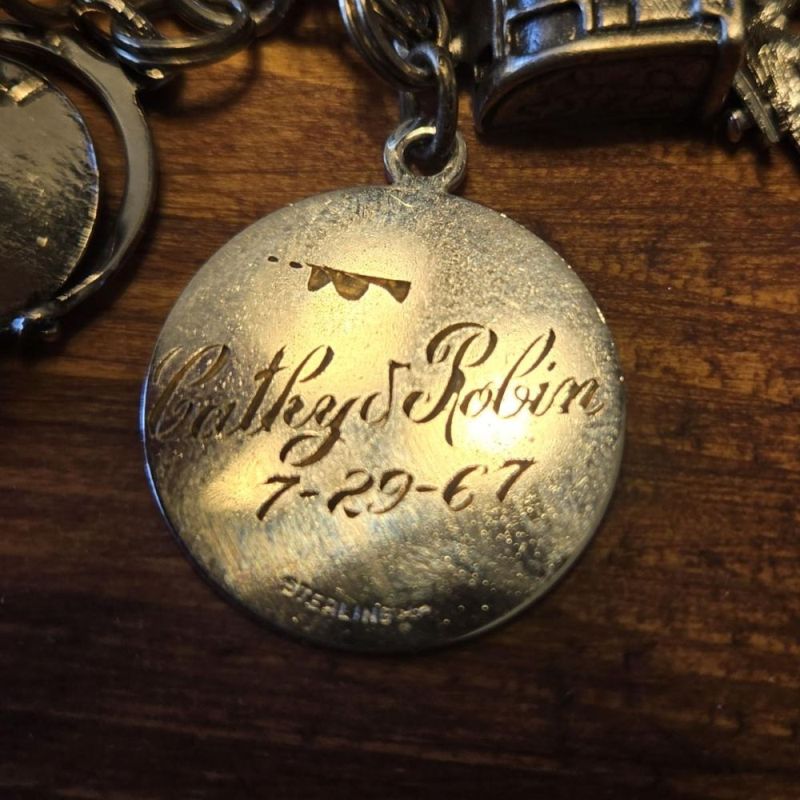 Cathy & Robin
7-29-67
STERLING